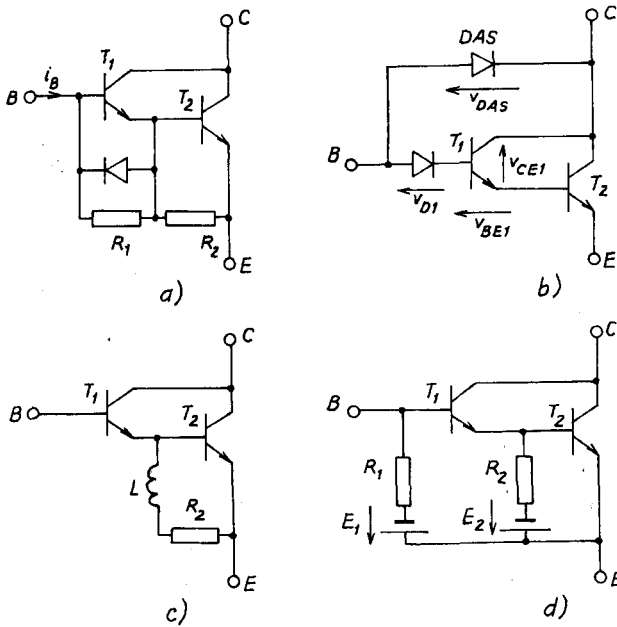 C
i_B T_1
B T_2
R_1 R_2
E
a)
C
DAS
v_DAS
T_1
B v_CE1
T_2
v_D1
v_BE1
E
b)
C
T_1
B T_2
L R_2
E
c)
C
T_1
B T_2
R_1 R_2
E_1 E_2
E
d)